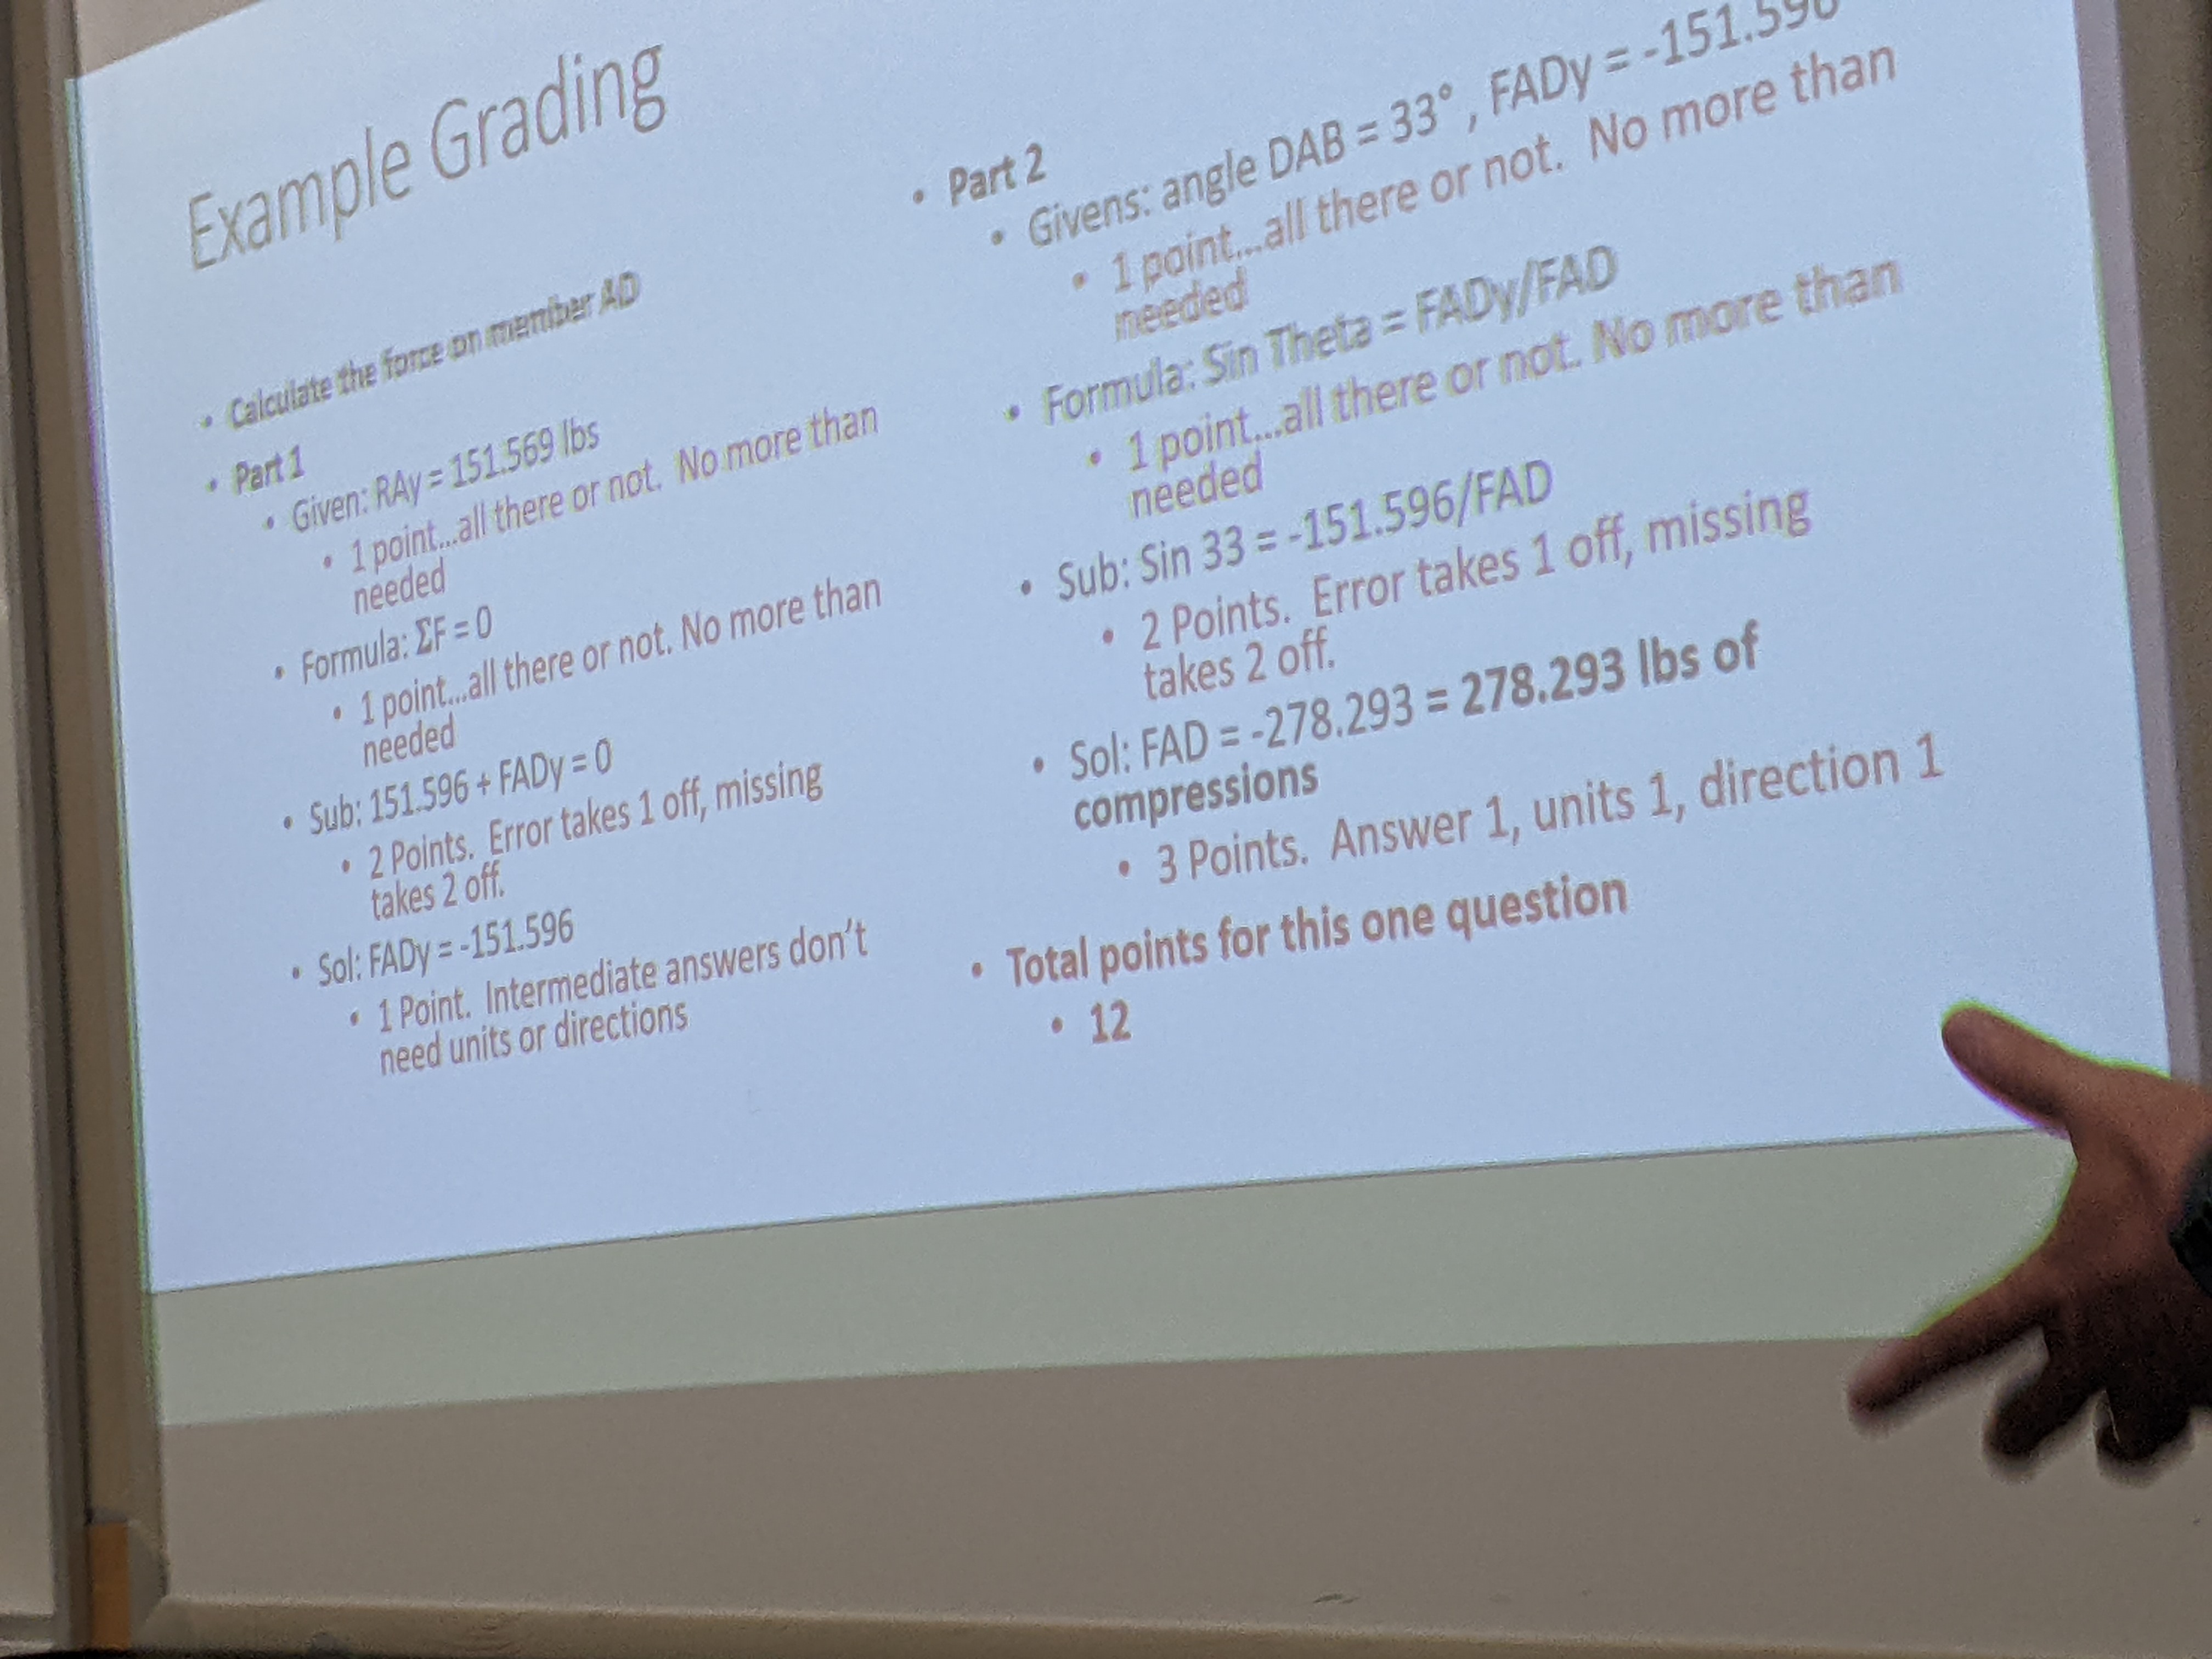 Example Grading
• Calculate the force on member AD
• Part 1
• Given: RAy = 151.569 lbs
• 1 point...all there or not. No more than
needed
• Formula: ΣF = 0
• 1 point...all there or not. No more than
needed
• Sub: 151.596 + FADy = 0
• 2 Points. Error takes 1 off, missing
takes 2 off.
• Sol: FADy = -151.596
• 1 Point. Intermediate answers don't
need units or directions
• Part 2
• Givens: angle DAB = 33°, FADy = -151.596
• 1 point...all there or not. No more than
needed
• Formula: Sin Theta = FADy/FAD
• 1 point...all there or not. No more than
needed
• Sub: Sin 33 = -151.596/FAD
• 2 Points. Error takes 1 off, missing
takes 2 off.
• Sol: FAD = -278.293 = 278.293 lbs of
compressions
• 3 Points. Answer 1, units 1, direction 1
• Total points for this one question
• 12